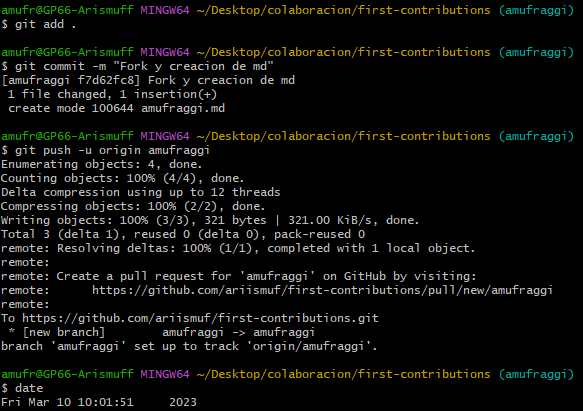 amufr@GP66-Arismuff MINGW64 ~/Desktop/colaboracion/first-contributions (amufraggi)
$ git add .
amufr@GP66-Arismuff MINGW64 ~/Desktop/colaboracion/first-contributions (amufraggi)
$ git commit -m "Fork y creacion de md"
[amufraggi f7d62fc8] Fork y creacion de md
 1 file changed, 1 insertion(+)
 create mode 100644 amufraggi.md
amufr@GP66-Arismuff MINGW64 ~/Desktop/colaboracion/first-contributions (amufraggi)
$ git push -u origin amufraggi
Enumerating objects: 4, done.
Counting objects: 100% (4/4), done.
Delta compression using up to 12 threads
Compressing objects: 100% (2/2), done.
Writing objects: 100% (3/3), 321 bytes | 321.00 KiB/s, done.
Total 3 (delta 1), reused 0 (delta 0), pack-reused 0
remote: Resolving deltas: 100% (1/1), completed with 1 local object.
remote:
remote: Create a pull request for 'amufraggi' on GitHub by visiting:
remote:      https://github.com/ariismuf/first-contributions/pull/new/amufraggi
remote:
To https://github.com/ariismuf/first-contributions.git
 * [new branch]        amufraggi -> amufraggi
branch 'amufraggi' set up to track 'origin/amufraggi'.
amufr@GP66-Arismuff MINGW64 ~/Desktop/colaboracion/first-contributions (amufraggi)
$ date
Fri Mar 10 10:01:51     2023